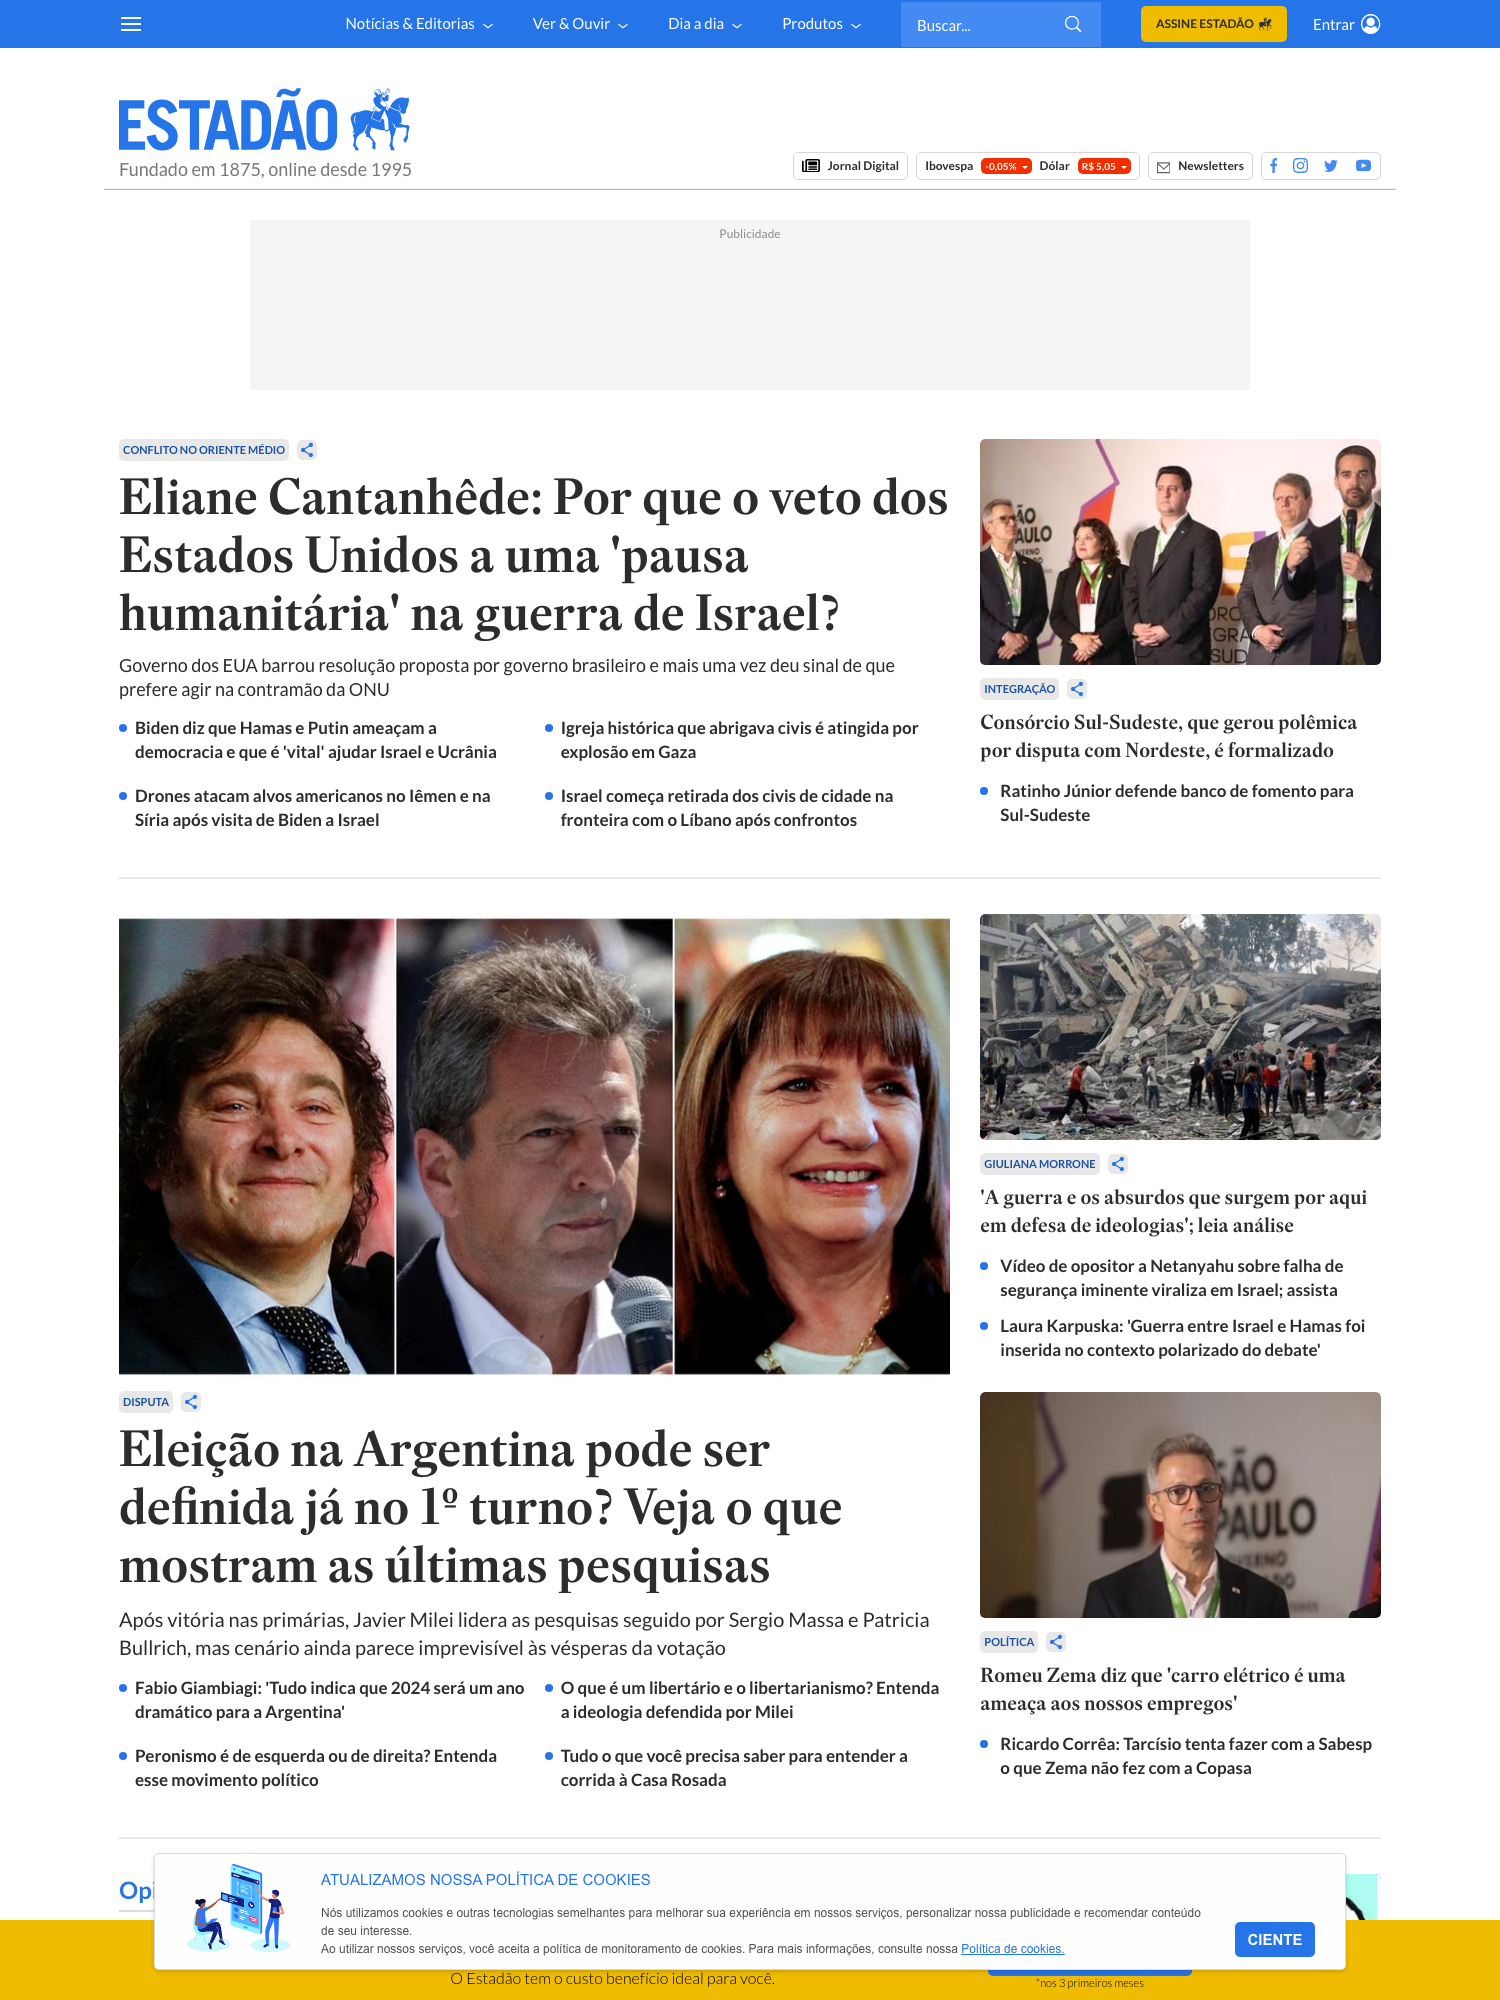 Notícias & Editorias
Ver & Ouvir
Dia a dia
Produtos
Buscar...
ASSINE ESTADÃO
Entrar
ESTADÃO
Fundado em 1875, online desde 1995
Jornal Digital
Ibovespa -0,05% Dólar R$ 5,05
Newsletters
Publicidade
CONFLITO NO ORIENTE MÉDIO
Eliane Cantanhêde: Por que o veto dos
Estados Unidos a uma 'pausa
humanitária' na guerra de Israel?
Governo dos EUA barrou resolução proposta por governo brasileiro e mais uma vez deu sinal de que
prefere agir na contramão da ONU
Biden diz que Hamas e Putin ameaçam a
democracia e que é 'vital' ajudar Israel e Ucrânia
Igreja histórica que abrigava civis é atingida por
explosão em Gaza
Drones atacam alvos americanos no Iêmen e na
Síria após visita de Biden a Israel
Israel começa retirada dos civis de cidade na
fronteira com o Líbano após confrontos
INTEGRAÇÃO
Consórcio Sul-Sudeste, que gerou polêmica
por disputa com Nordeste, é formalizado
Ratinho Júnior defende banco de fomento para
Sul-Sudeste
DISPUTA
Eleição na Argentina pode ser
definida já no 1º turno? Veja o que
mostram as últimas pesquisas
Após vitória nas primárias, Javier Milei lidera as pesquisas seguido por Sergio Massa e Patricia
Bullrich, mas cenário ainda parece imprevisível às vésperas da votação
Fabio Giambiagi: 'Tudo indica que 2024 será um ano
dramático para a Argentina'
O que é um libertário e o libertarianismo? Entenda
a ideologia defendida por Milei
Peronismo é de esquerda ou de direita? Entenda
esse movimento político
Tudo o que você precisa saber para entender a
corrida à Casa Rosada
GIULIANA MORRONE
'A guerra e os absurdos que surgem por aqui
em defesa de ideologias'; leia análise
Vídeo de opositor a Netanyahu sobre falha de
segurança iminente viraliza em Israel; assista
Laura Karpuska: 'Guerra entre Israel e Hamas foi
inserida no contexto polarizado do debate'
POLÍTICA
Romeu Zema diz que 'carro elétrico é uma
ameaça aos nossos empregos'
Ricardo Corrêa: Tarcísio tenta fazer com a Sabesp
o que Zema não fez com a Copasa
ATUALIZAMOS NOSSA POLÍTICA DE COOKIES
Nós utilizamos cookies e outras tecnologias semelhantes para melhorar sua experiência em nossos serviços, personalizar nossa publicidade e recomendar conteúdo
de seu interesse.
Ao utilizar nossos serviços, você aceita a política de monitoramento de cookies. Para mais informações, consulte nossa Política de cookies.
CIENTE
O Estadão tem o custo benefício ideal para você.
*nos 3 primeiros meses